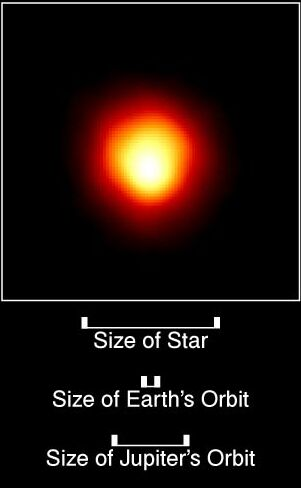 Size of Star
Size of Earth's Orbit
Size of Jupiter's Orbit